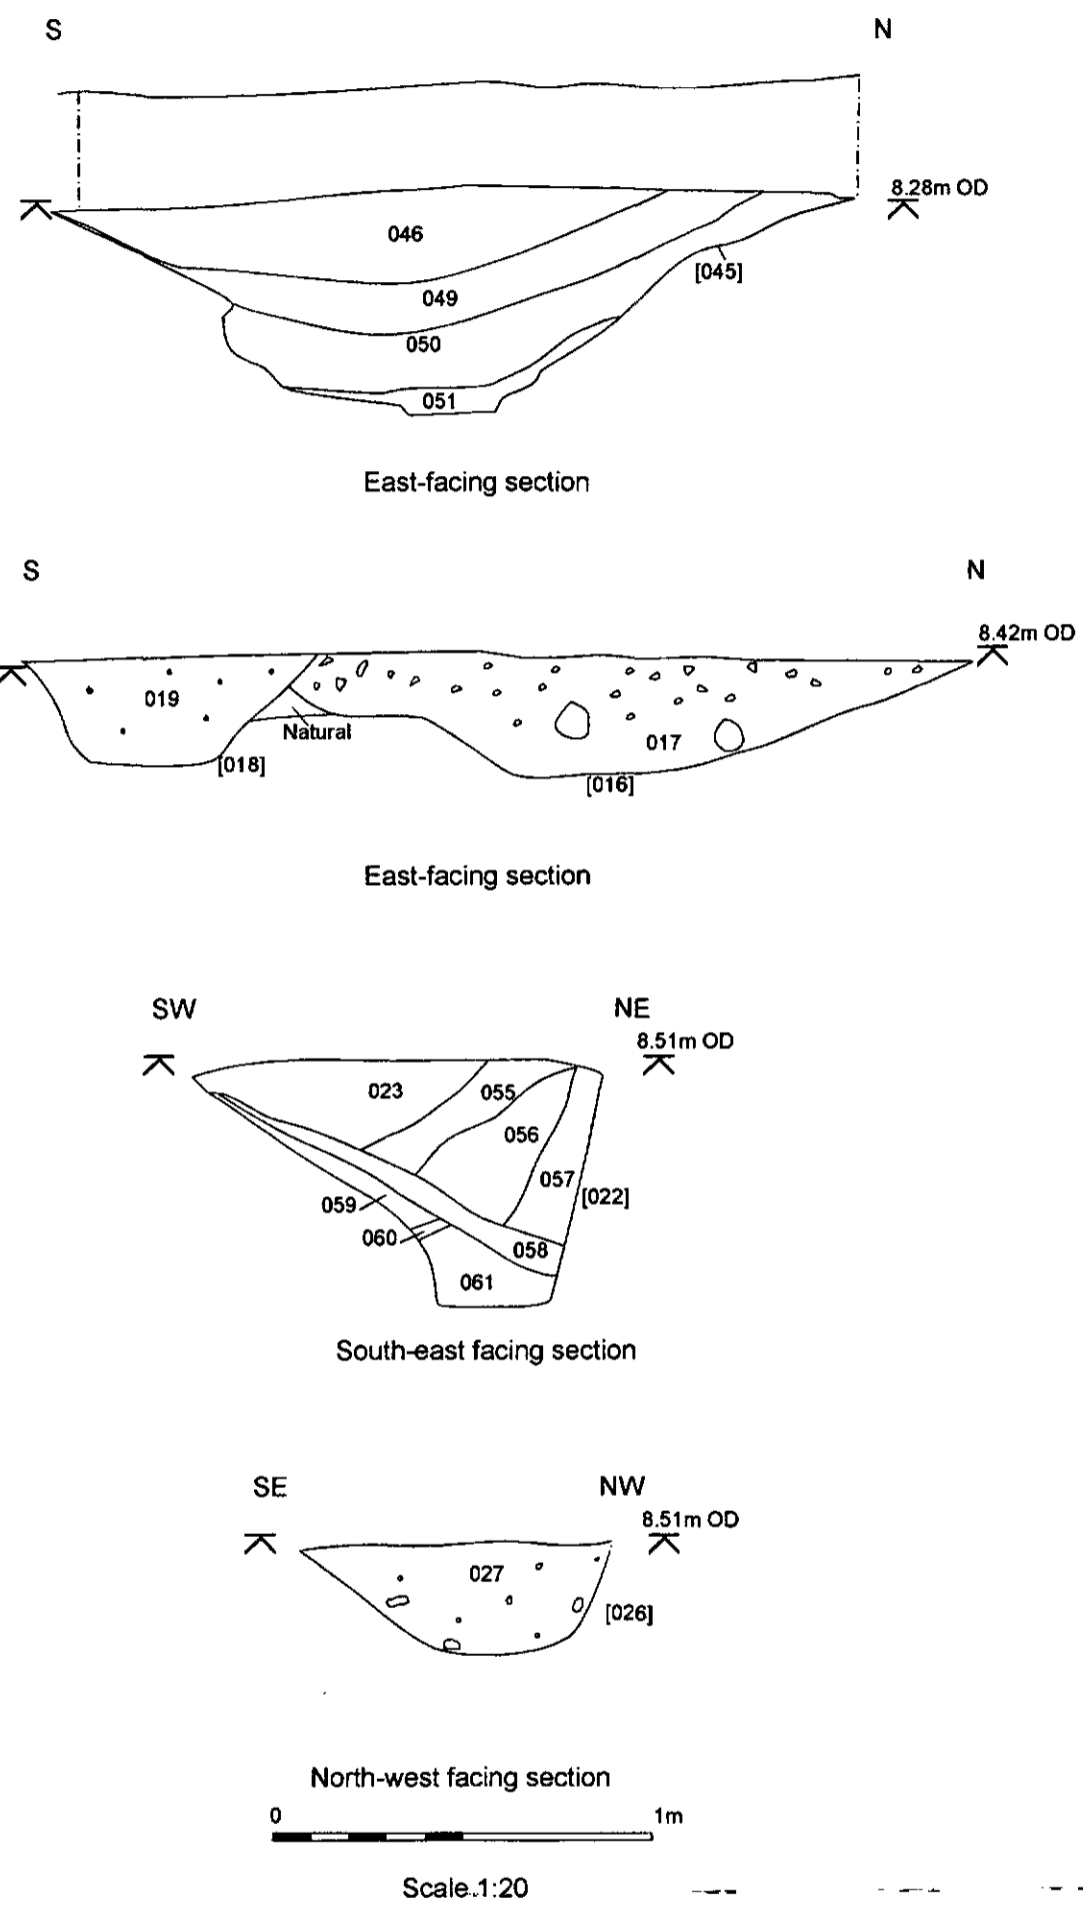 S N
8.28m OD
046
[045]
049
050
051
East-facing section
S N
8.42m OD
019
Natural
017
[018]
[016]
East-facing section
SW NE
8.51m OD
023
055
056
057
[022]
059
060
058
061
South-east facing section
SE NW
8.51m OD
027
[026]
North-west facing section
0 1m
Scale 1:20